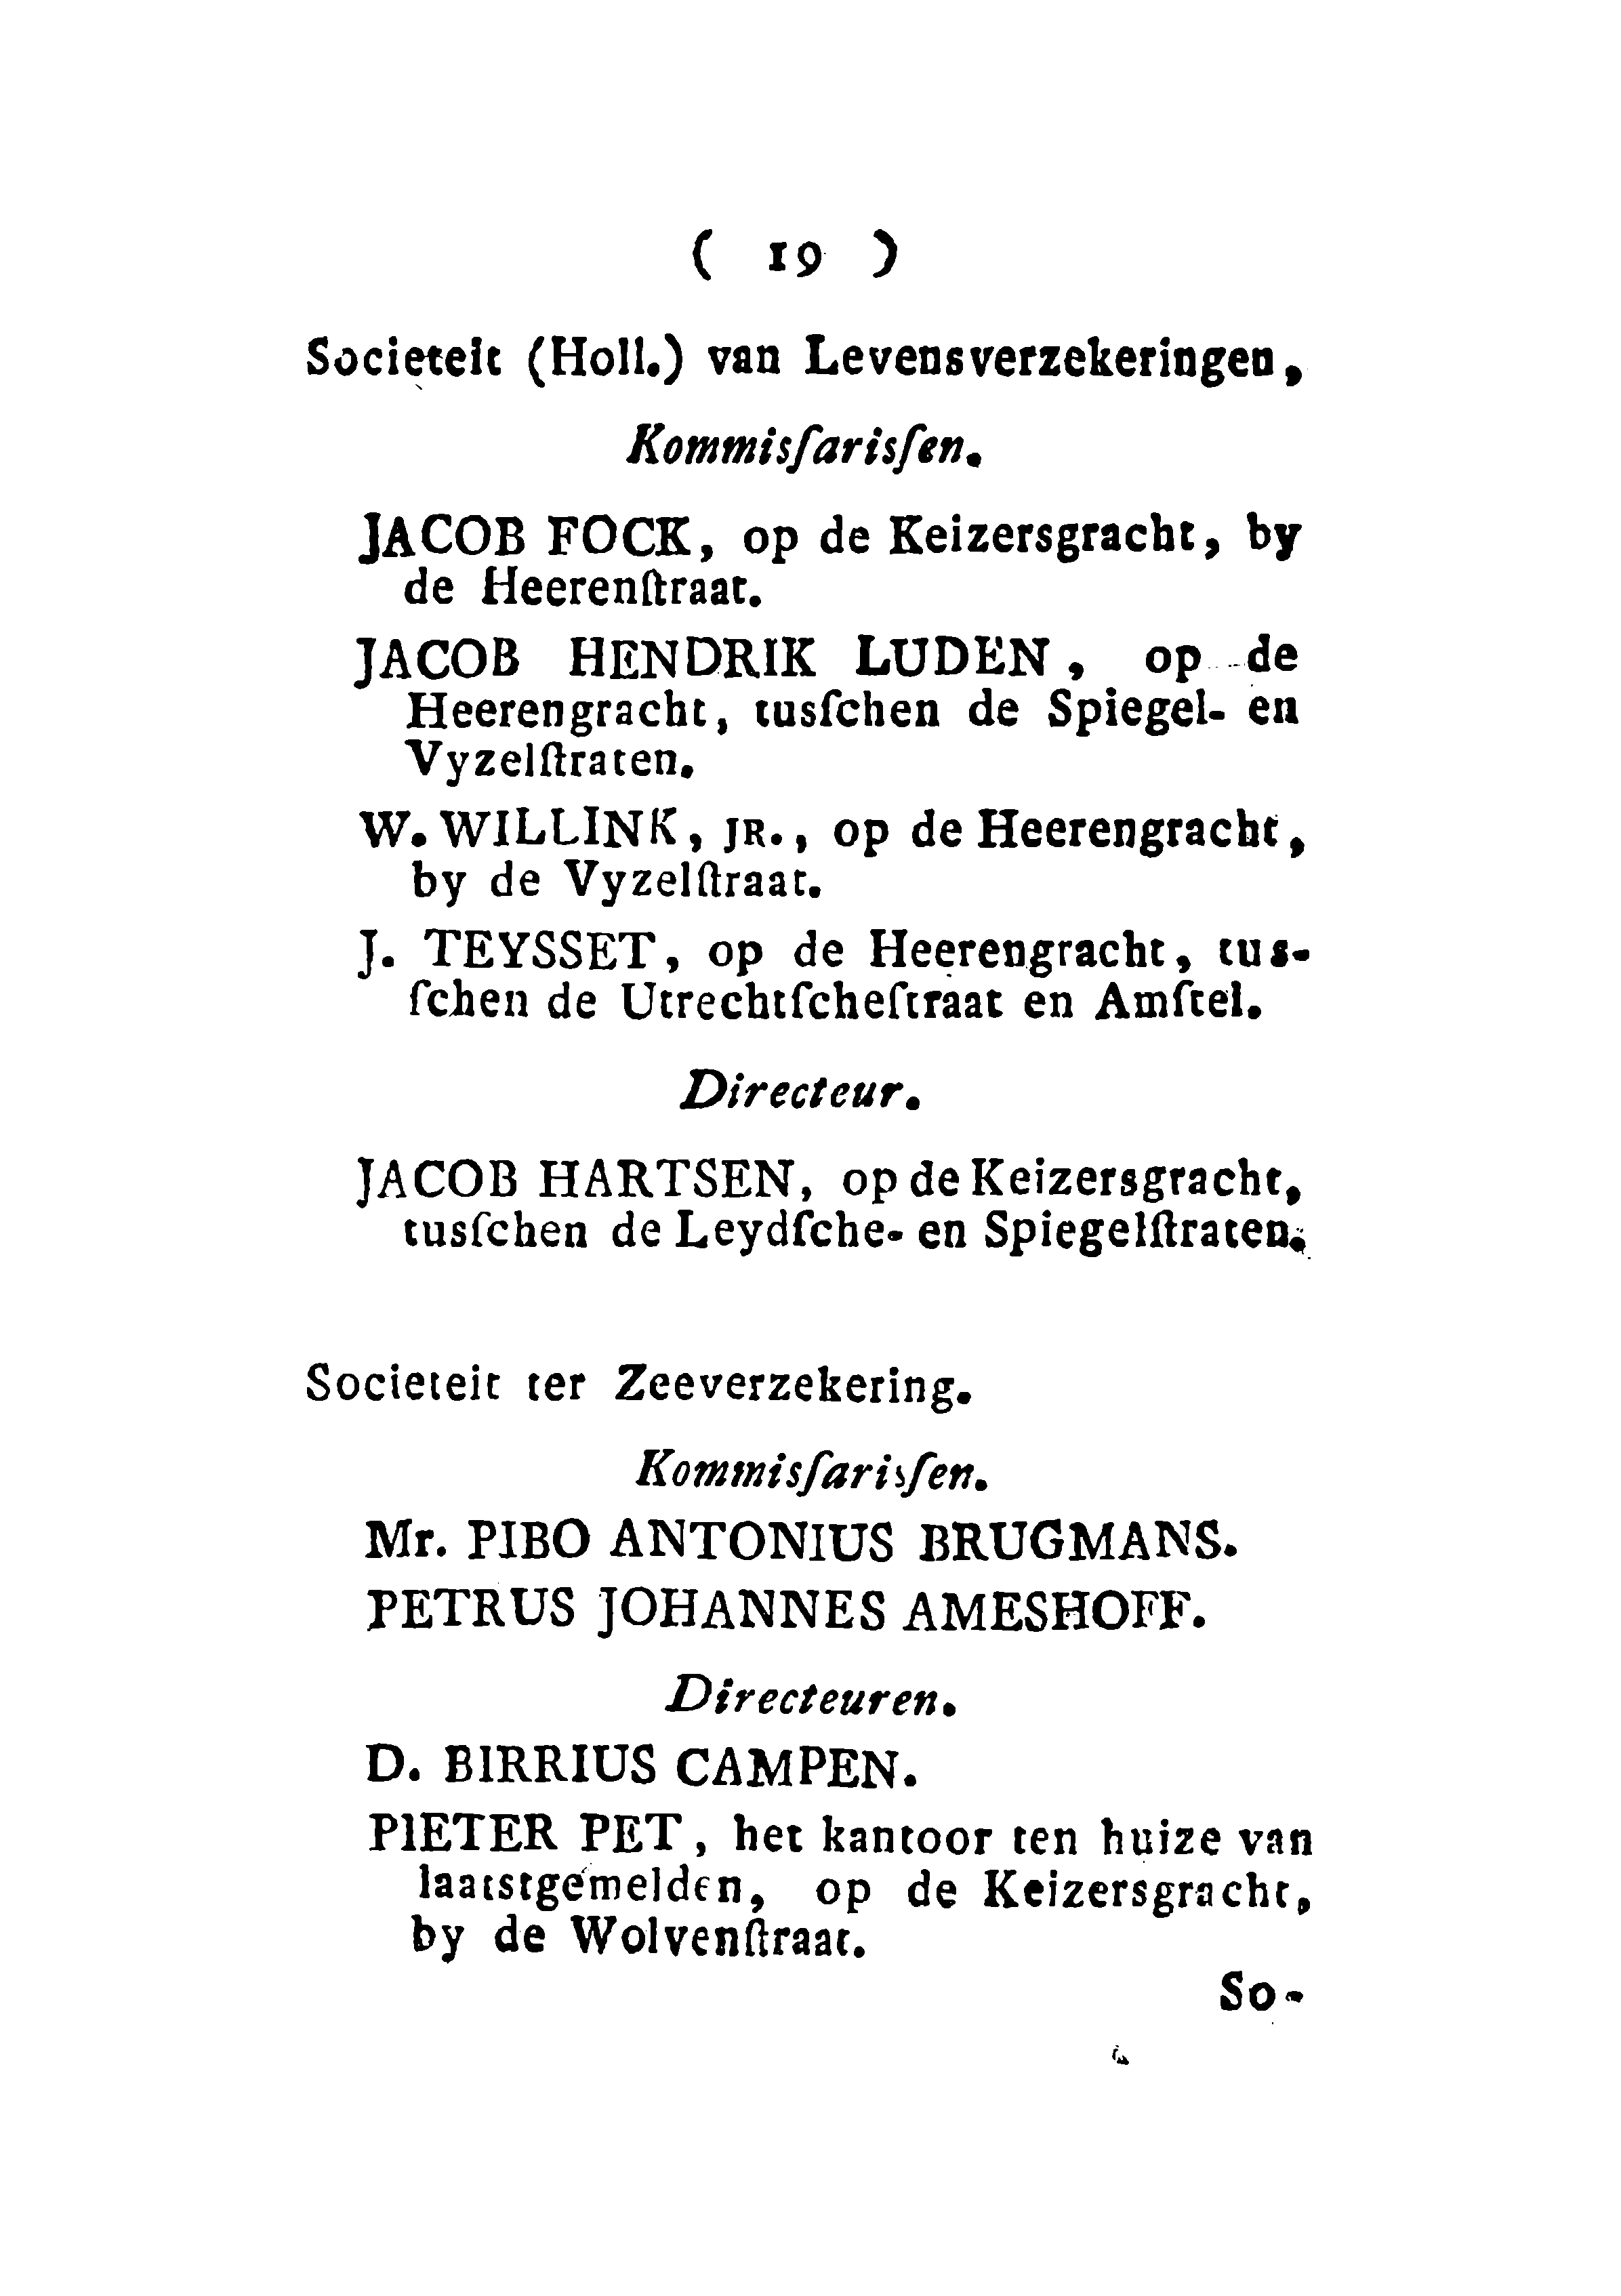 ( 19 )
Societeit (Holl.) van Levensverzekeringen,
Kommisſarisſen.
JACOB FOCK, op de Keizersgracht, by
de Heerenſtraat.
JACOB HENDRIK LUDEN, op de
Heerengracht, tusſchen de Spiegel- en
Vyzelſtraten.
W. WILLINK, JR., op de Heerengracht,
by de Vyzelſtraat.
J. TEYSSET, op de Heerengracht, tus-
ſchen de Utrechtſcheſtraat en Amſtel.
Directeur.
JACOB HARTSEN, op de Keizersgracht,
tusſchen de Leydſche- en Spiegelſtraten.
Societeit ter Zeeverzekering.
Kommisſarisſen.
Mr. PIBO ANTONIUS BRUGMANS.
PETRUS JOHANNES AMESHOFF.
Directeuren.
D. BIRRIUS CAMPEN.
PIETER PET, het kantoor ten huize van
laatstgemelden, op de Keizersgracht,
by de Wolvenſtraat.
So-